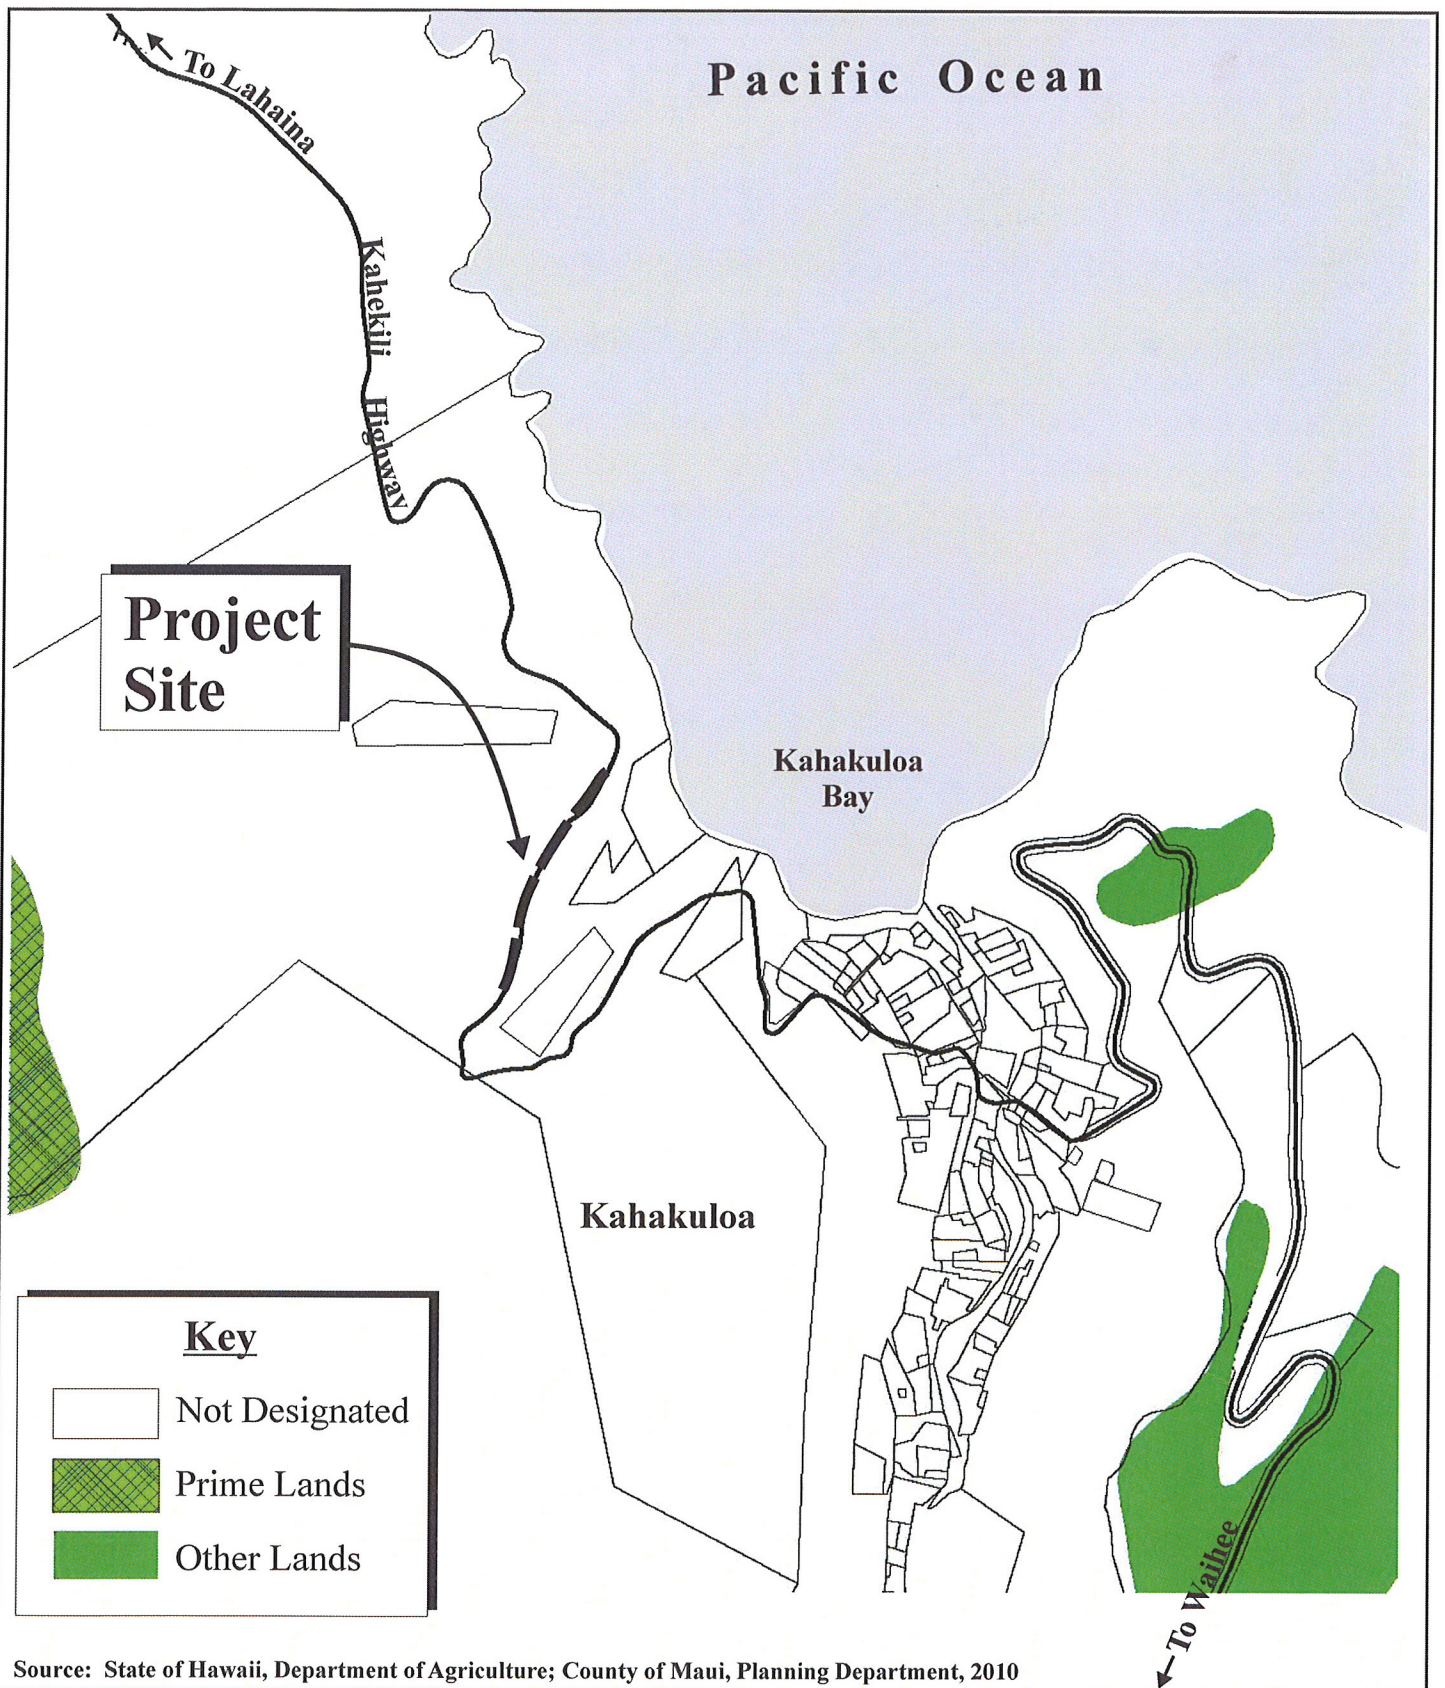 To Lahaina
Pacific Ocean
Kahekili Highway
Project
Site
Kahakuloa
Bay
Kahakuloa
Key
Not Designated
Prime Lands
Other Lands
To Waihee
Source: State of Hawaii, Department of Agriculture; County of Maui, Planning Department, 2010